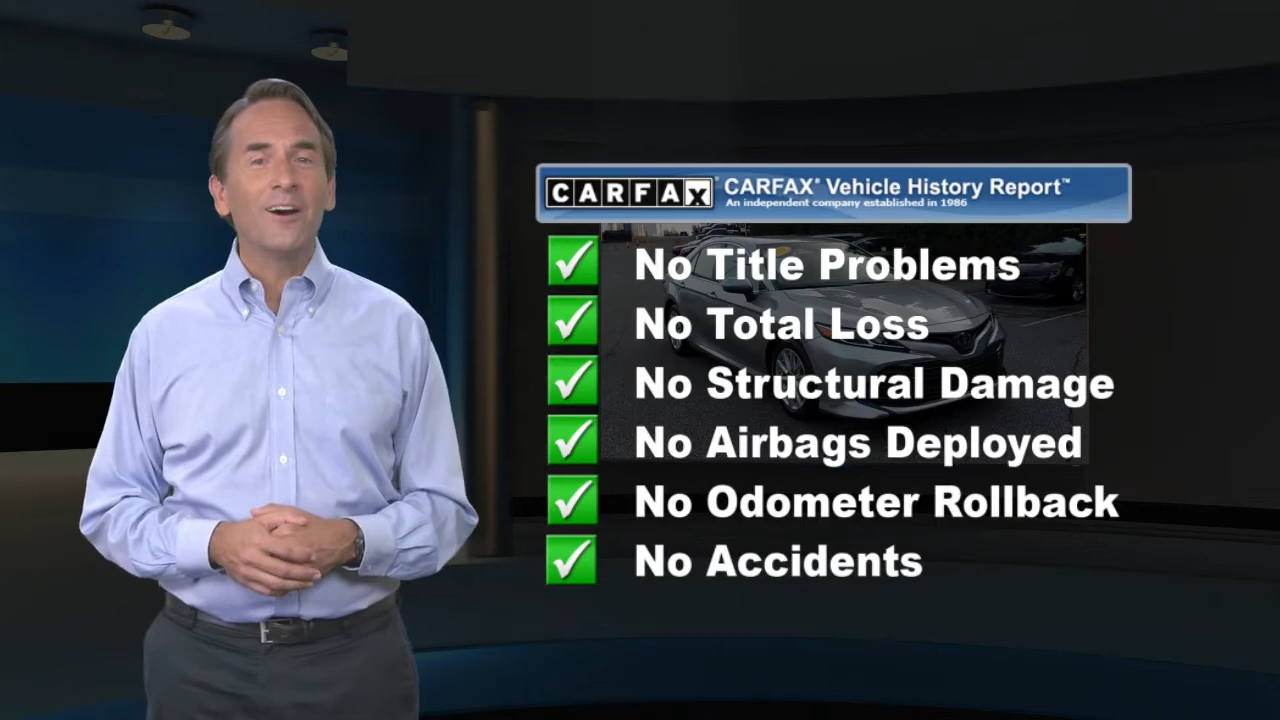 CARFAX® CARFAX® Vehicle History Report™
An independent company established in 1986
No Title Problems
No Total Loss
No Structural Damage
No Airbags Deployed
No Odometer Rollback
No Accidents